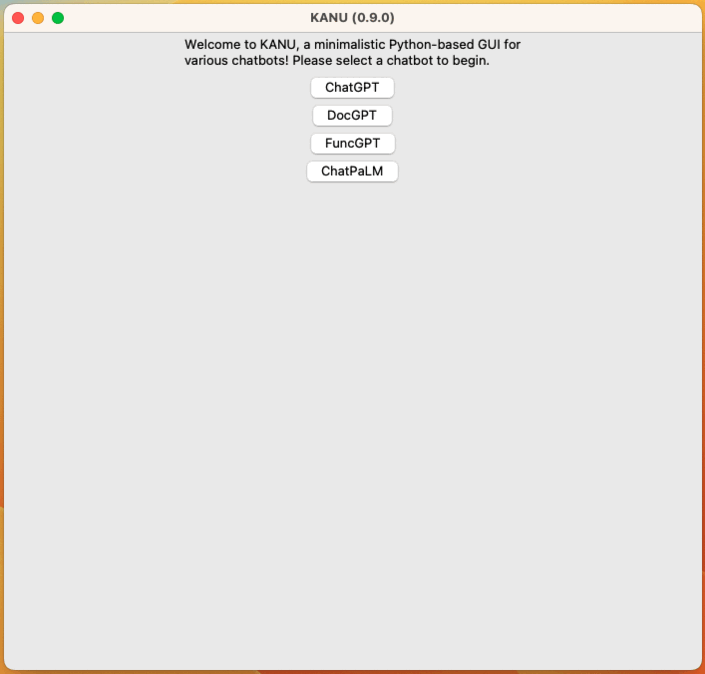 KANU (0.9.0)
Welcome to KANU, a minimalistic Python-based GUI for
various chatbots! Please select a chatbot to begin.
ChatGPT
DocGPT
FuncGPT
ChatPaLM